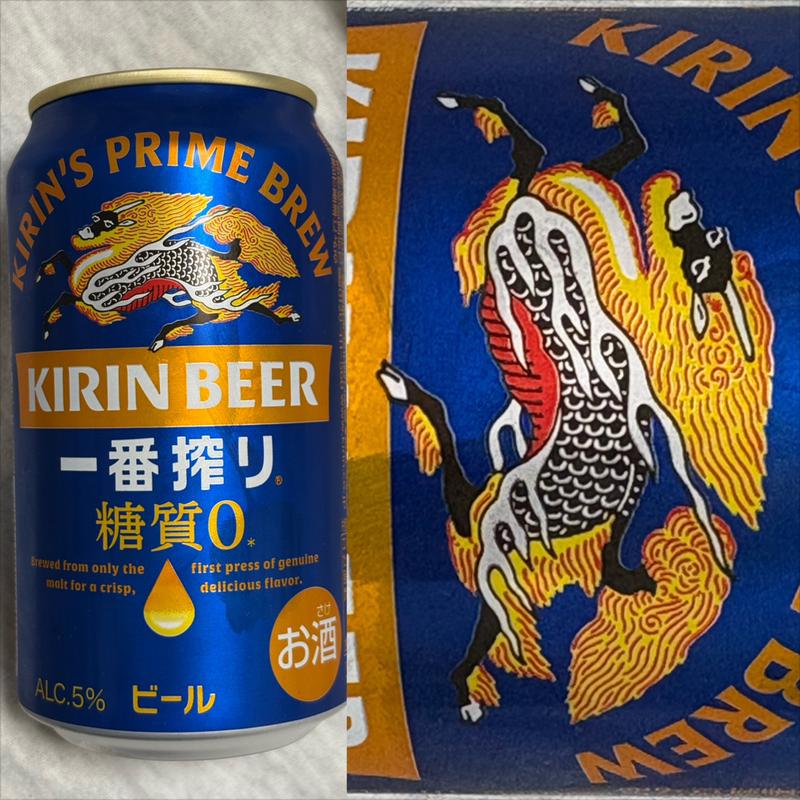 KIRIN'S PRIME BREW
KIRIN BEER
一番搾り®
糖質0*
Brewed from only the first press of genuine
malt for a crisp, delicious flavor.
さけ
お酒
ALC.5% ビール
KIRIN'S
BREW